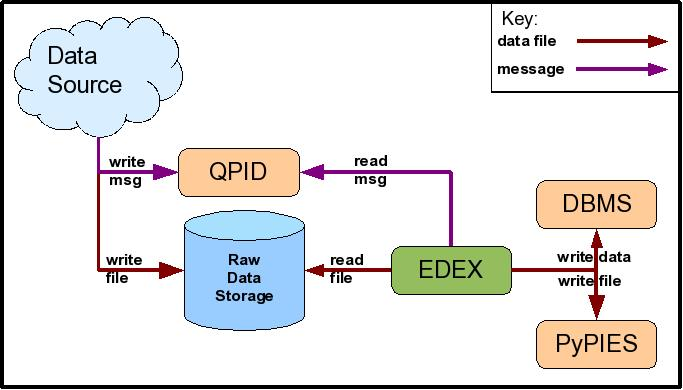 Key:
data file
message
Data
Source
write
msg
QPID
read
msg
DBMS
write
file
Raw
Data
Storage
read
file
EDEX
write data
write file
PyPIES